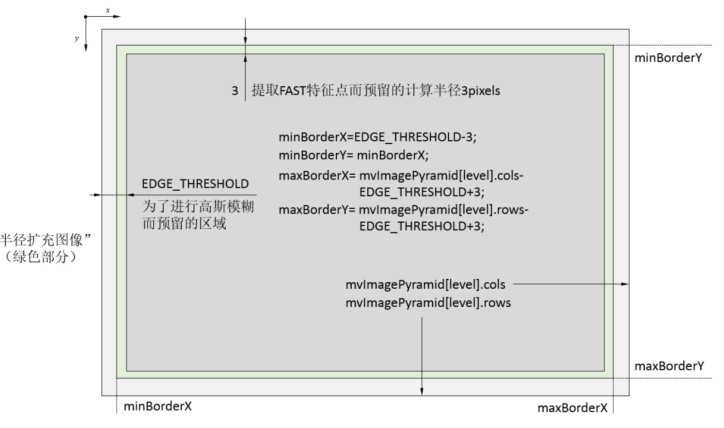 x
y
minBorderY
3 提取FAST特征点而预留的计算半径3pixels
minBorderX=EDGE_THRESHOLD-3;
minBorderY= minBorderX;
maxBorderX= mvImagePyramid[level].cols-
EDGE_THRESHOLD+3;
maxBorderY= mvImagePyramid[level].rows-
EDGE_THRESHOLD+3;
EDGE_THRESHOLD
为了进行高斯模糊
而预留的区域
半径扩充图像”
（绿色部分）
mvImagePyramid[level].cols
mvImagePyramid[level].rows
maxBorderY
minBorderX
maxBorderX